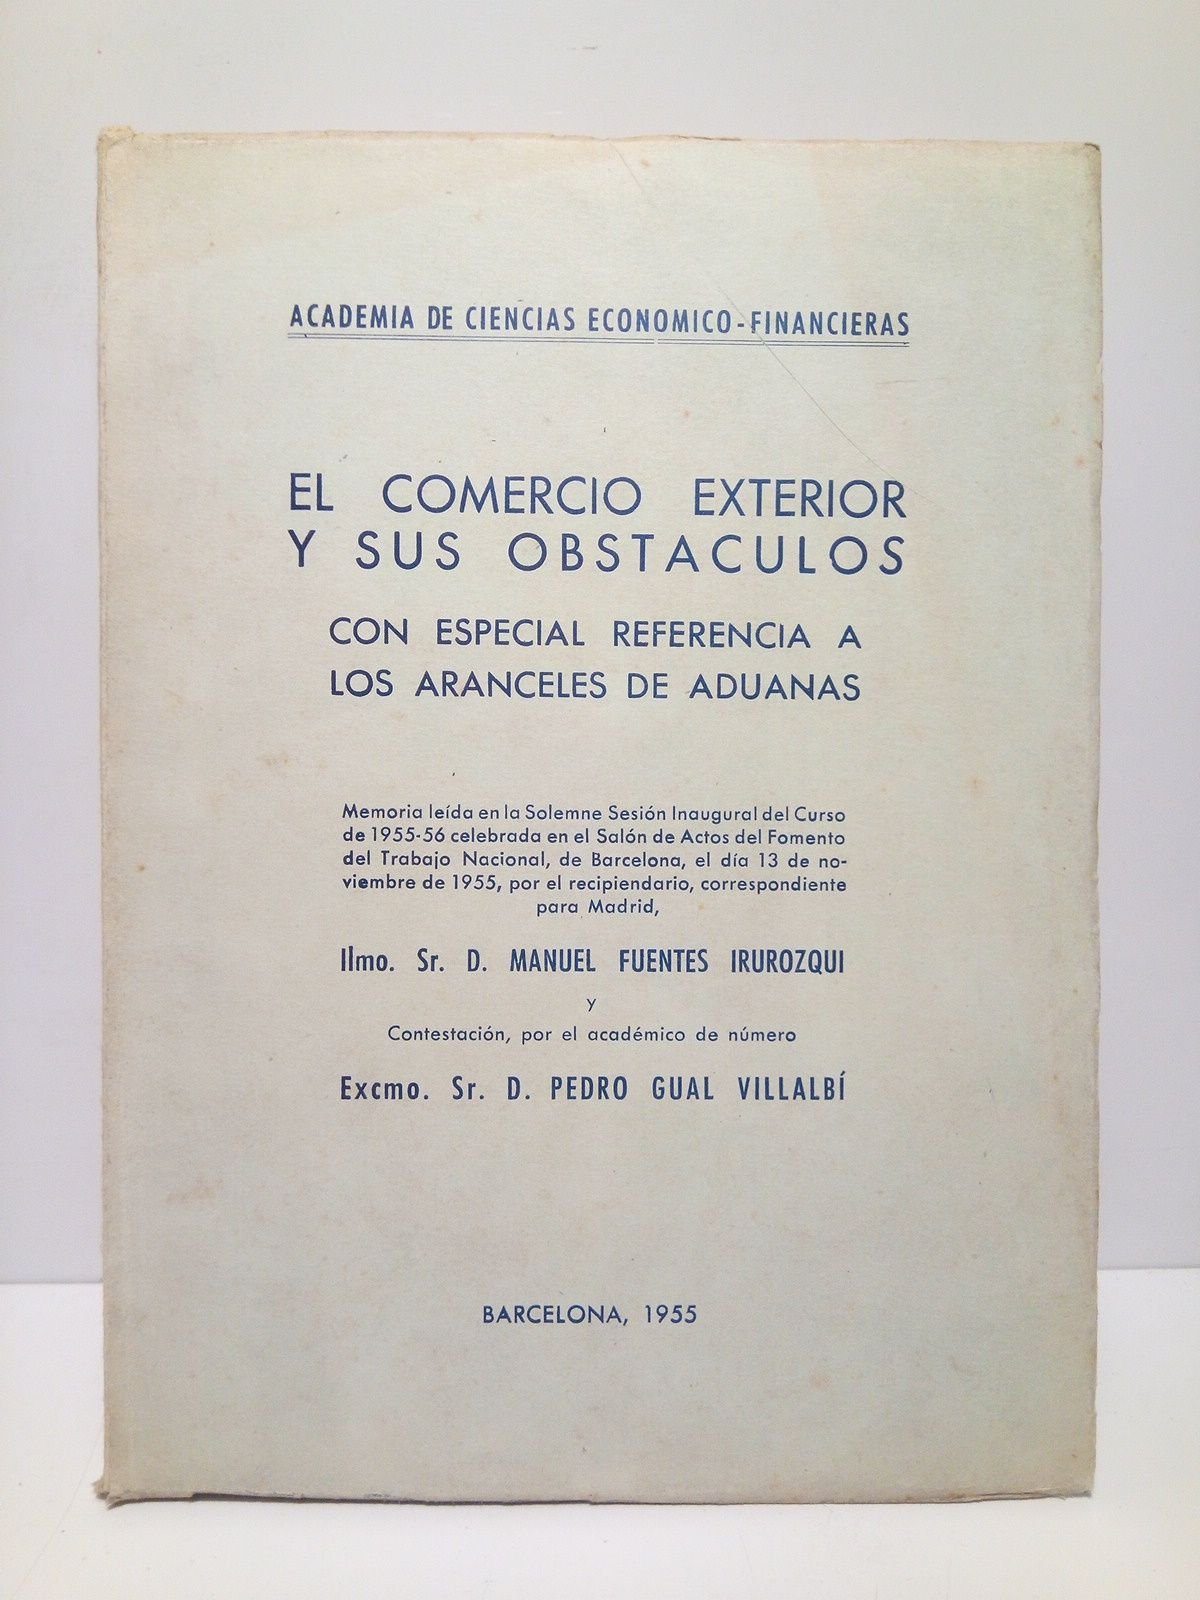 ACADEMIA DE CIENCIAS ECONOMICO-FINANCIERAS
EL COMERCIO EXTERIOR
Y SUS OBSTACULOS
CON ESPECIAL REFERENCIA A
LOS ARANCELES DE ADUANAS
Memoria leída en la Solemne Sesión Inaugural del Curso
de 1955-56 celebrada en el Salón de Actos del Fomento
del Trabajo Nacional, de Barcelona, el día 13 de no-
viembre de 1955, por el recipiendario, correspondiente
para Madrid,
Ilmo. Sr. D. MANUEL FUENTES IRUROZQUI
y
Contestación, por el académico de número
Excmo. Sr. D. PEDRO GUAL VILLALBÍ
BARCELONA, 1955